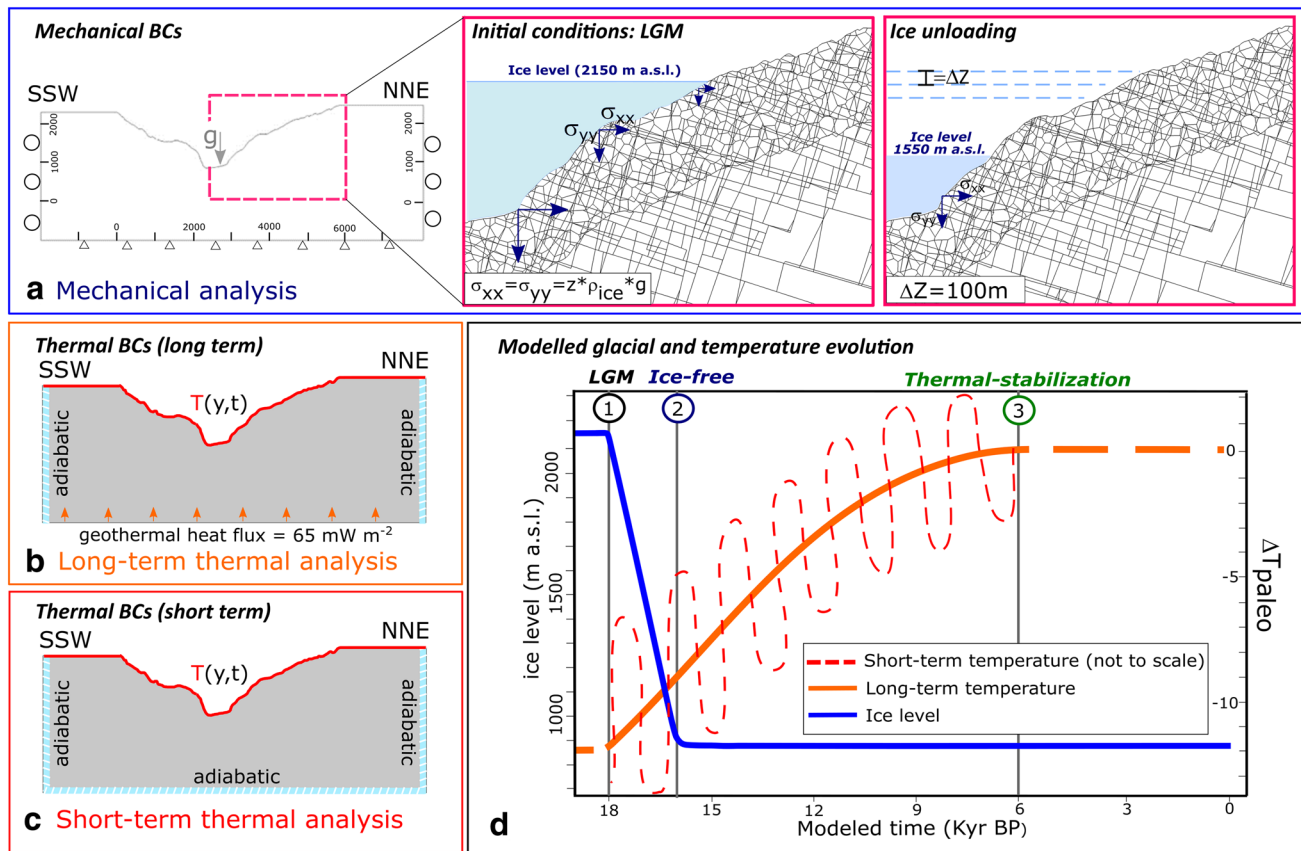 Mechanical BCs
SSW
NNE
g
2000
1000
0
2000
1000
0
0
2000
4000
6000
a Mechanical analysis
Initial conditions: LGM
Ice level (2150 m a.s.l.)
σxx
σyy
σxx=σyy=z*ρice*g
Ice unloading
=ΔZ
Ice level
1550 m a.s.l.
σxx
σyy
ΔZ=100m
Thermal BCs (long term)
SSW
NNE
T(y,t)
adiabatic
adiabatic
geothermal heat flux = 65 mW m-2
b Long-term thermal analysis
Thermal BCs (short term)
SSW
NNE
T(y,t)
adiabatic
adiabatic
adiabatic
c Short-term thermal analysis
Modelled glacial and temperature evolution
LGM Ice-free Thermal-stabilization
1 2 3
ice level (m a.s.l.)
2000
1500
1000
0
-5
-10
ΔTpaleo
Short-term temperature (not to scale)
Long-term temperature
Ice level
18 15 12 9 6 3 0
Modeled time (Kyr BP)
d